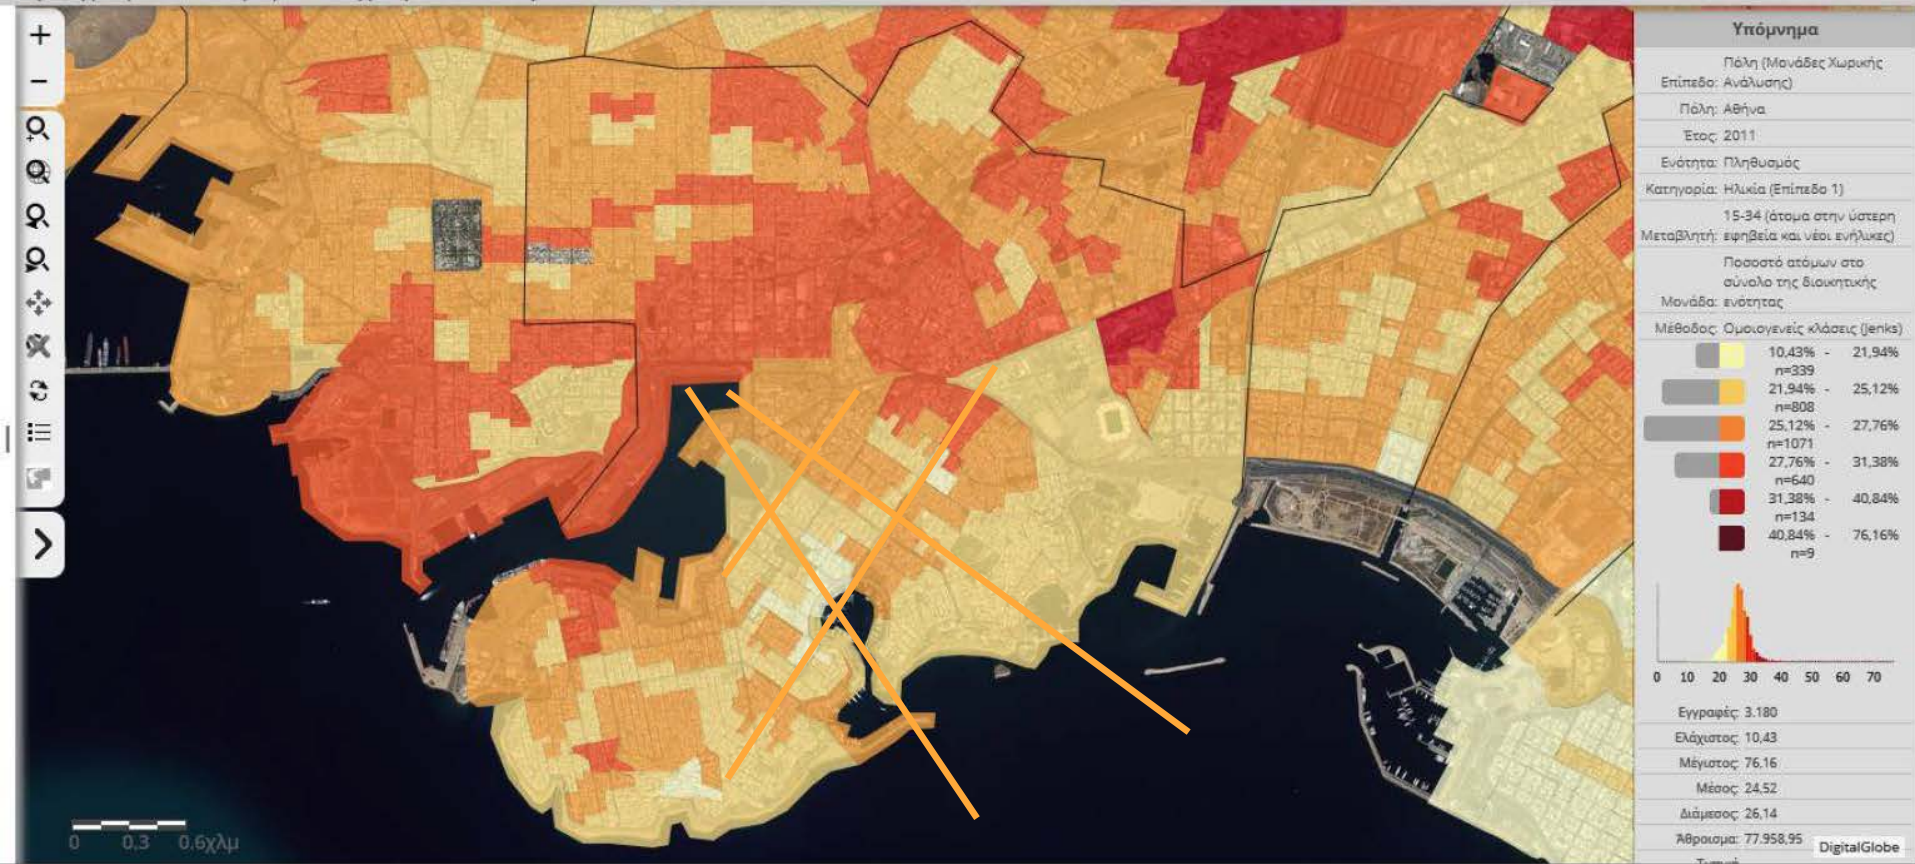 Υπόμνημα
Πόλη (Μονάδες Χωρικής
Επίπεδο: Ανάλυσης)
Πόλη: Αθήνα
Έτος: 2011
Ενότητα: Πληθυσμός
Κατηγορία: Ηλικία (Επίπεδο 1)
15-34 (άτομα στην ύστερη
Μεταβλητή: εφηβεία και νέοι ενήλικες)
Ποσοστό ατόμων στο
σύνολο της διοικητικής
Μονάδα: ενότητας
Μέθοδος: Ομοιογενείς κλάσεις (Jenks)
10,43% - 21,94%
n=339
21,94% - 25,12%
n=808
25,12% - 27,76%
n=1071
27,76% - 31,38%
n=640
31,38% - 40,84%
n=134
40,84% - 76,16%
n=9
0 10 20 30 40 50 60 70
Εγγραφές: 3.180
Ελάχιστος: 10,43
Μέγιστος: 76,16
Μέσος: 24,52
Διάμεσος: 26,14
Άθροισμα: 77.958,95
DigitalGlobe
0 0,3 0.6χλμ